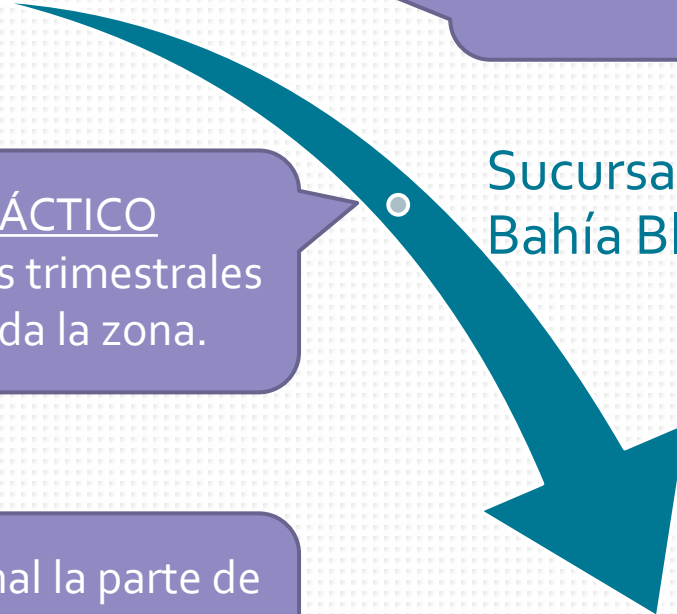 Sucursa
Bahía Bl
ÁCTICO
s trimestrales
da la zona.
nal la parte de